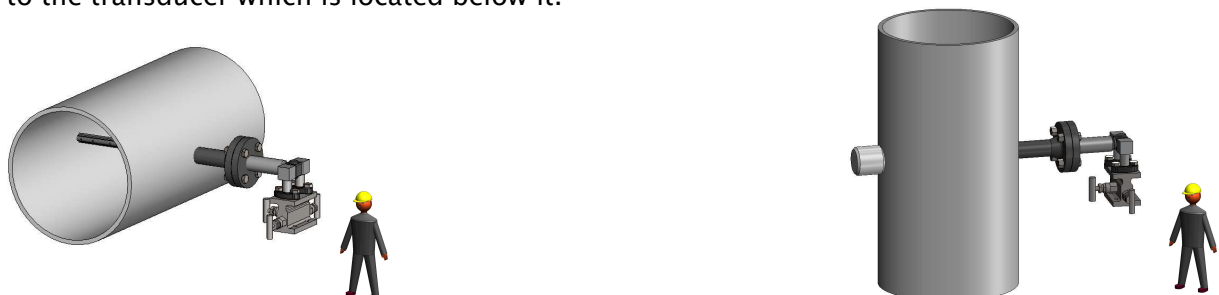 to the transducer which is located below it.